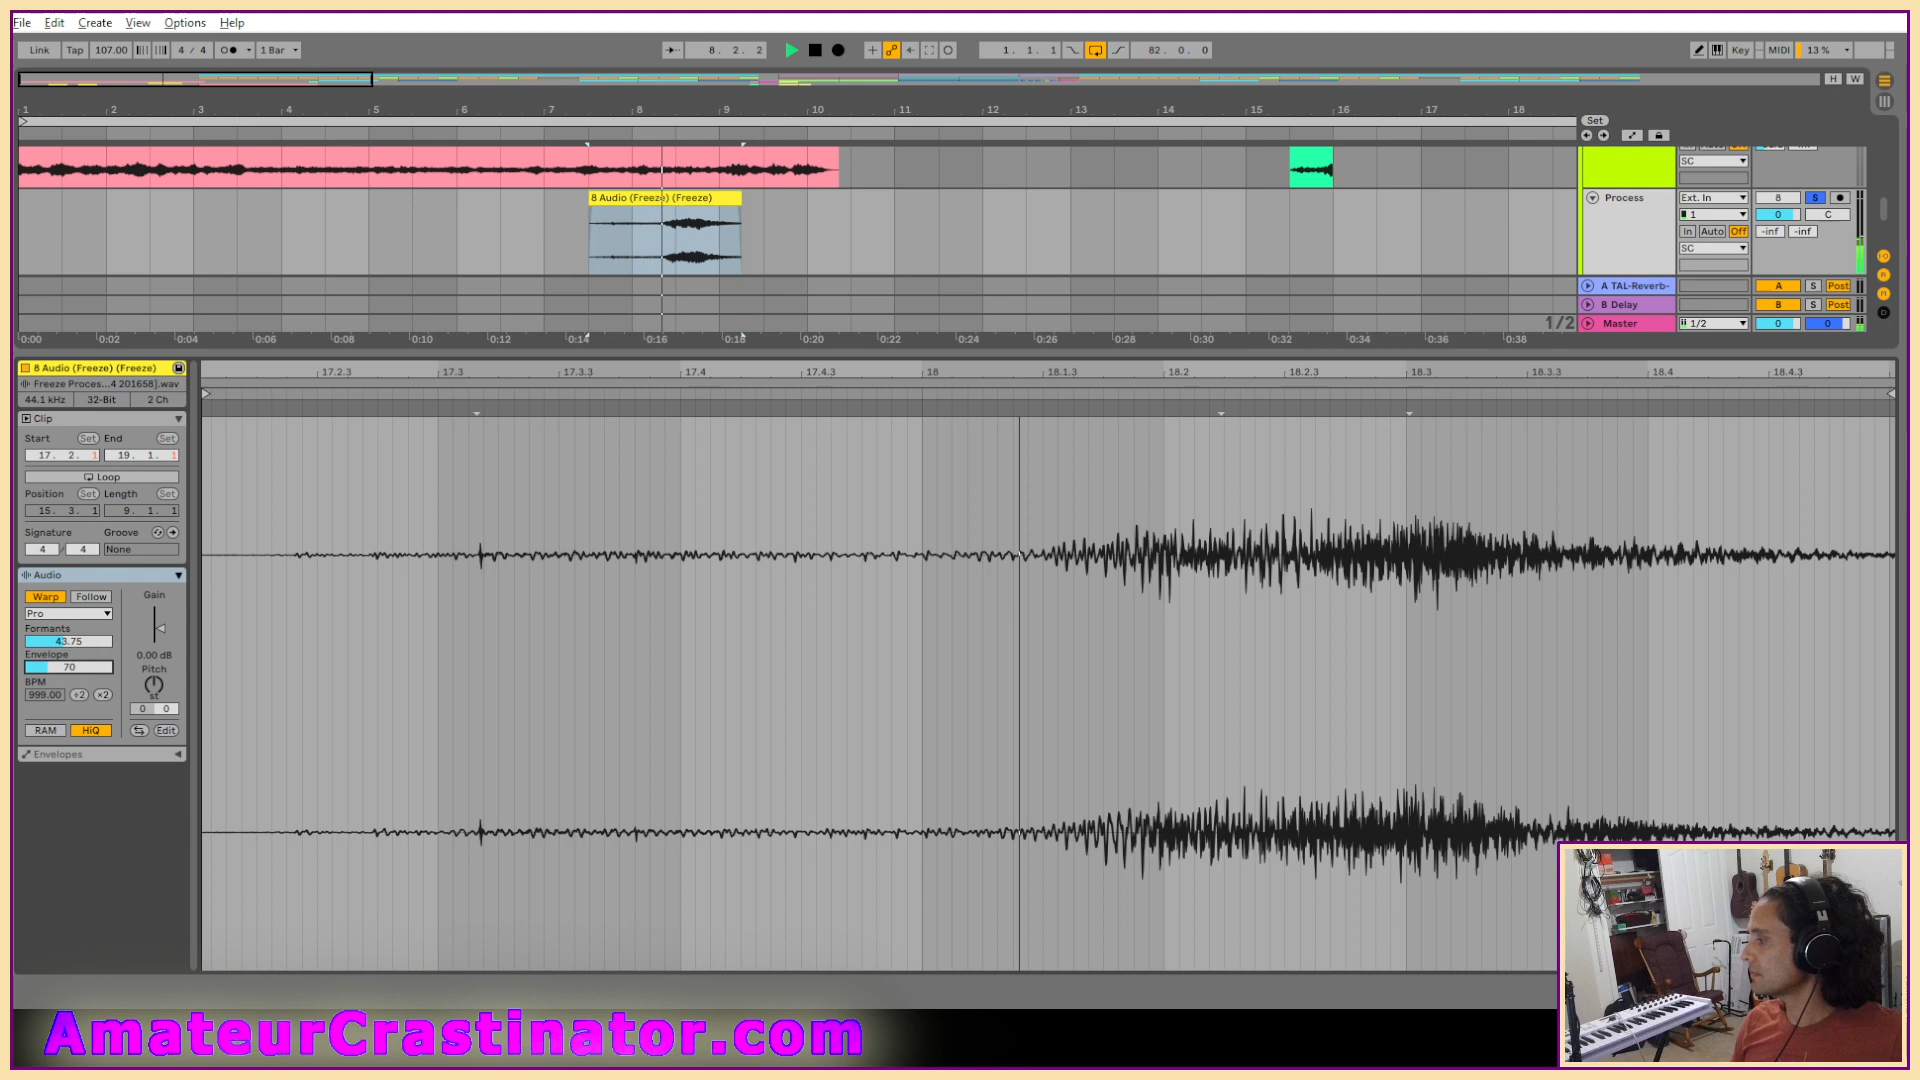 File Edit Create View Options Help
Link Tap 107.00 4 / 4 1 Bar 8. 2. 2 1. 1. 1 82. 0. 0 Key MIDI 13 %
H W
1 2 3 4 5 6 7 8 9 10 11 12 13 14 15 16 17 18
Set
SC
8 Audio (Freeze) (Freeze)
Process Ext. In 8 S
1 0 C
In Auto Off -inf -inf
SC
A TAL-Reverb- A S Post
B Delay B S Post
1/2 Master 1/2 0 0
0:00 0:02 0:04 0:06 0:08 0:10 0:12 0:14 0:16 0:18 0:20 0:22 0:24 0:26 0:28 0:30 0:32 0:34 0:36 0:38
8 Audio (Freeze) (Freeze)
Freeze Proces...4 201658].wav
44.1 kHz 32-Bit 2 Ch
17.2.3 17.3 17.3.3 17.4 17.4.3 18 18.1.3 18.2 18.2.3 18.3 18.3.3 18.4 18.4.3
Clip
Start Set End Set
17. 2. 1 19. 1. 1
Loop
Position Set Length Set
15. 3. 1 9. 1. 1
Signature Groove
4 / 4 None
Audio
Warp Follow Gain
Pro
Formants
43.75
Envelope 0.00 dB
70 Pitch
BPM st
999.00 ÷2 ×2 0 0
RAM HiQ Edit
Envelopes
AmateurCrastinator.com